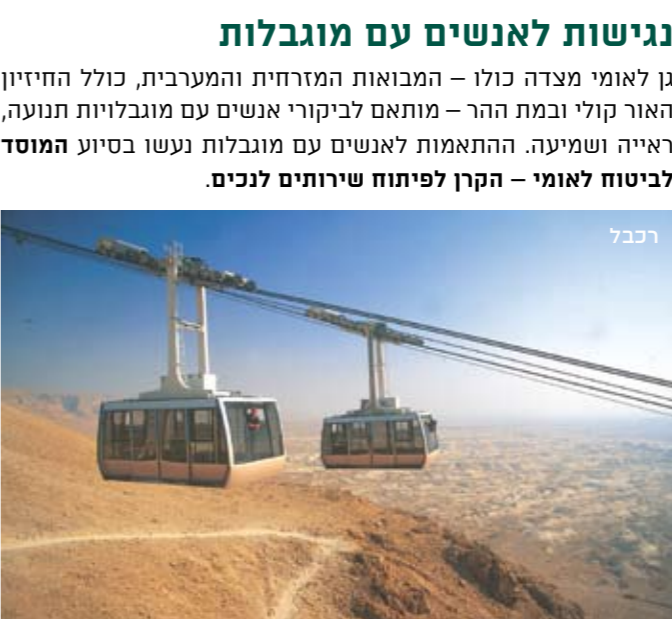 נגישות לאנשים עם מוגבלות
גן לאומי מצדה כולו – המבואות המזרחית והמערבית, כולל החיזיון
האור קולי ובמת ההר – מותאם לביקורי אנשים עם מוגבלויות תנועה,
ראייה ושמיעה. ההתאמות לאנשים עם מוגבלות נעשו בסיוע המוסד
לביטוח לאומי – הקרן לפיתוח שירותים לנכים.
רכבל